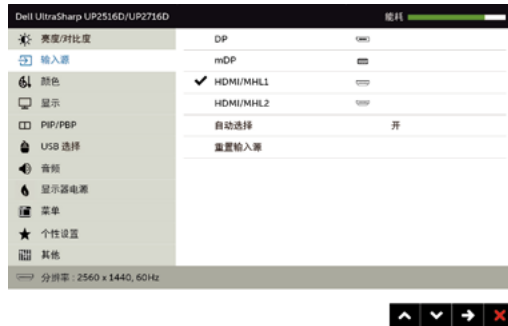 Dell UltraSharp UP2516D/UP2716D 能耗
亮度/对比度
输入源
颜色
显示
PIP/PBP
USB 选择
音频
显示器电源
菜单
个性设置
其他
DP
mDP
HDMI/MHL1
HDMI/MHL2
自动选择 开
重置输入源
分辨率 : 2560 x 1440, 60Hz